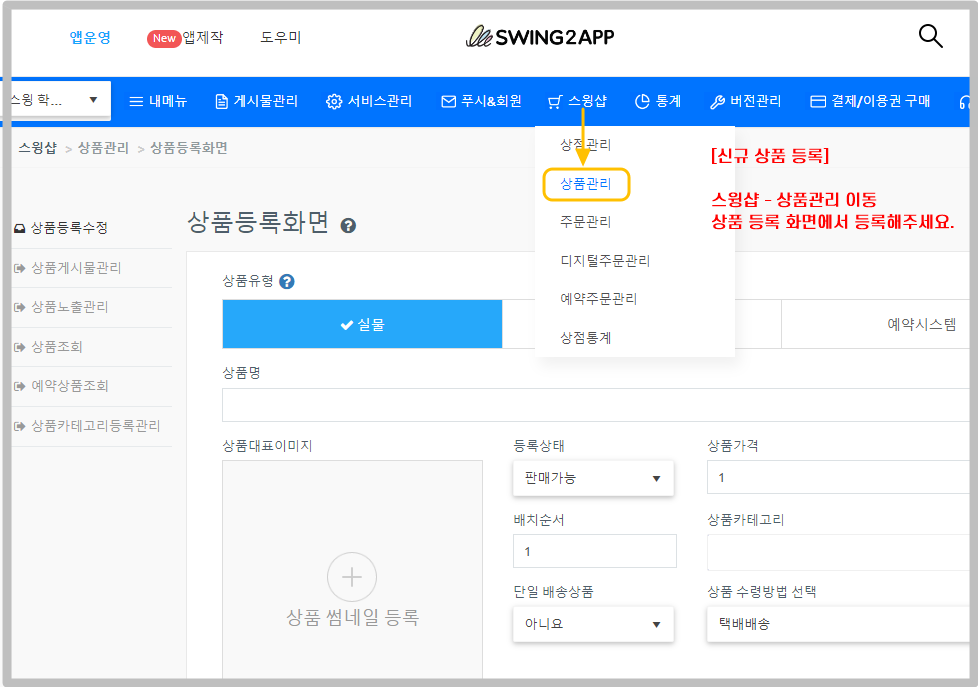 앱운영
New 앱제작
도우미
SWING2APP
스윙 학...
내메뉴
게시물관리
서비스관리
푸시&회원
스윙샵
통계
버전관리
결제/이용권 구매
스윙샵 > 상품관리 > 상품등록화면
상점관리
상품관리
주문관리
디지털주문관리
예약주문관리
상점통계
[신규 상품 등록]
스윙샵 - 상품관리 이동
상품 등록 화면에서 등록해주세요.
상품등록수정
상품게시물관리
상품노출관리
상품조회
예약상품조회
상품카테고리등록관리
상품등록화면 ?
상품유형 ?
실물
예약시스템
상품명
상품대표이미지
상품 썸네일 등록
등록상태
판매가능
상품가격
1
배치순서
1
상품카테고리
단일 배송상품
아니요
상품 수령방법 선택
택배배송